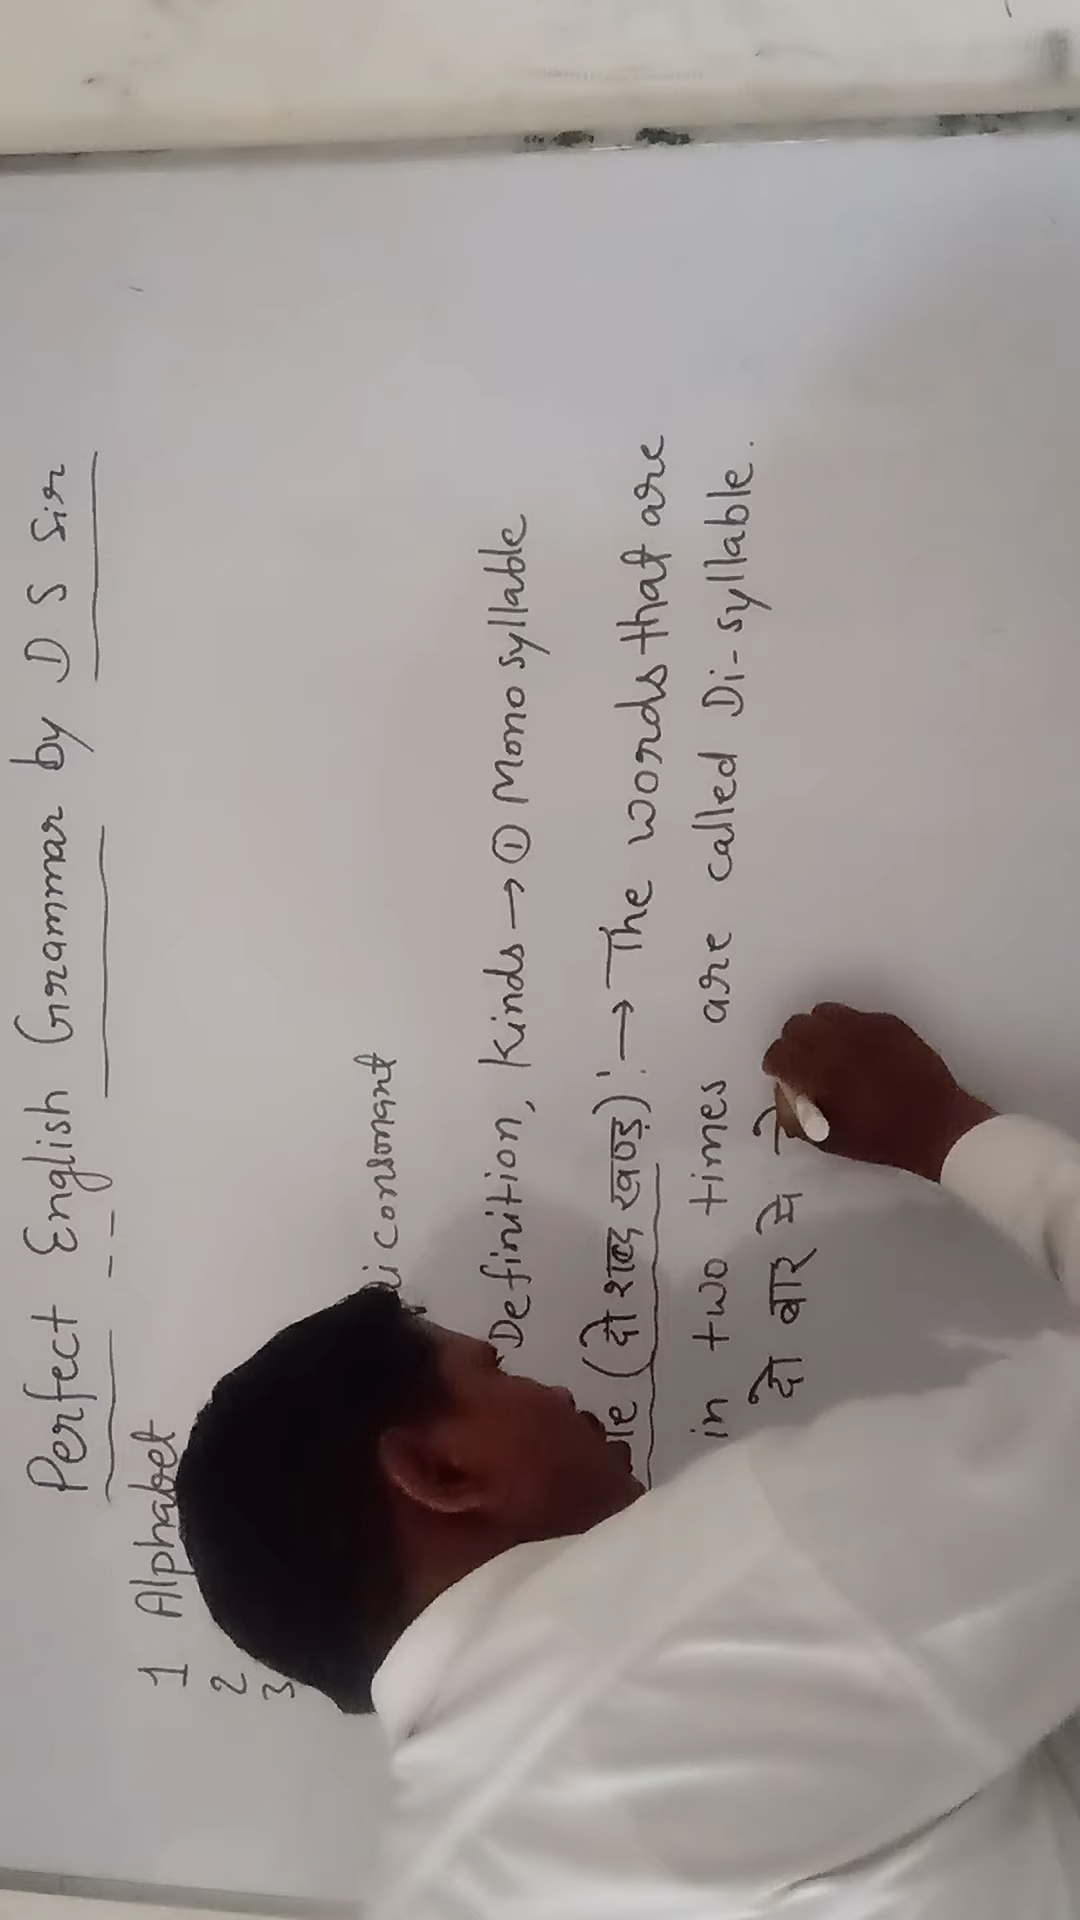 Perfect English Grammar by D S Sir
1 Alphabet
2
3
consonant
Definition, Kinds → ① Mono syllable
(दो शब्द खण्ड) :→ The words that are
in two times are called Di-syllable.
दो बार में